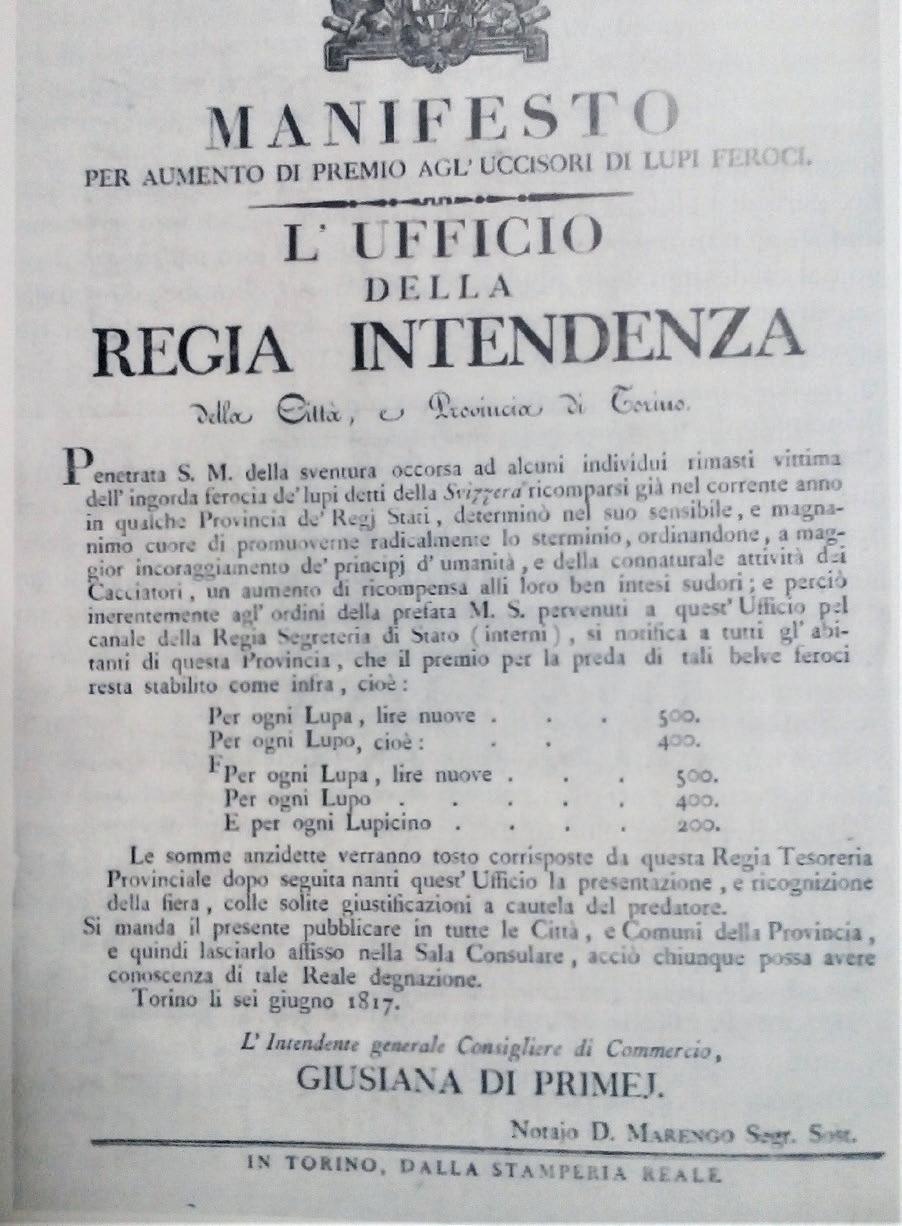 MANIFESTO
PER AUMENTO DI PREMIO AGL' UCCISORI DI LUPI FEROCI.
L' UFFICIO
DELLA
REGIA INTENDENZA
della Città, e Provincia di Torino.
Penetrata S. M. della sventura occorsa ad alcuni individui rimasti vittima
dell' ingorda ferocia de' lupi detti della Svizzera ricomparsi già nel corrente anno
in qualche Provincia de' Regj Stati, determinò nel suo sensibile, e magna-
nimo cuore di promuoverne radicalmente lo sterminio, ordinandone, a mag-
gior incoraggiamento de' principj d' umanità, e della connaturale attività dei
Cacciatori, un aumento di ricompensa alli loro ben intesi sudori; e perciò
inerentemente agl' ordini della prefata M. S. pervenuti a quest' Ufficio pel
canale della Regia Segreteria di Stato (interni), si notifica a tutti gl' abi-
tanti di questa Provincia, che il premio per la preda di tali belve feroci
resta stabilito come infra, cioè:
Per ogni Lupa, lire nuove . . . 500.
Per ogni Lupo, cioè: . . 400.
F Per ogni Lupa, lire nuove . . . 500.
Per ogni Lupo . . . . . 400.
E per ogni Lupicino . . . . 200.
Le somme anzidette verranno tosto corrisposte da questa Regia Tesoreria
Provinciale dopo seguita nanti quest' Ufficio la presentazione, e ricognizione
della fiera, colle solite giustificazioni a cautela del predatore.
Si manda il presente pubblicare in tutte le Città, e Comuni della Provincia,
e quindi lasciarlo affisso nella Sala Consulare, acciò chiunque possa avere
conoscenza di tale Reale degnazione.
Torino li sei giugno 1817.
L' Intendente generale Consigliere di Commercio,
GIUSIANA DI PRIMEJ.
Notajo D. MARENGO Segr. Sost.
IN TORINO, DALLA STAMPERIA REALE